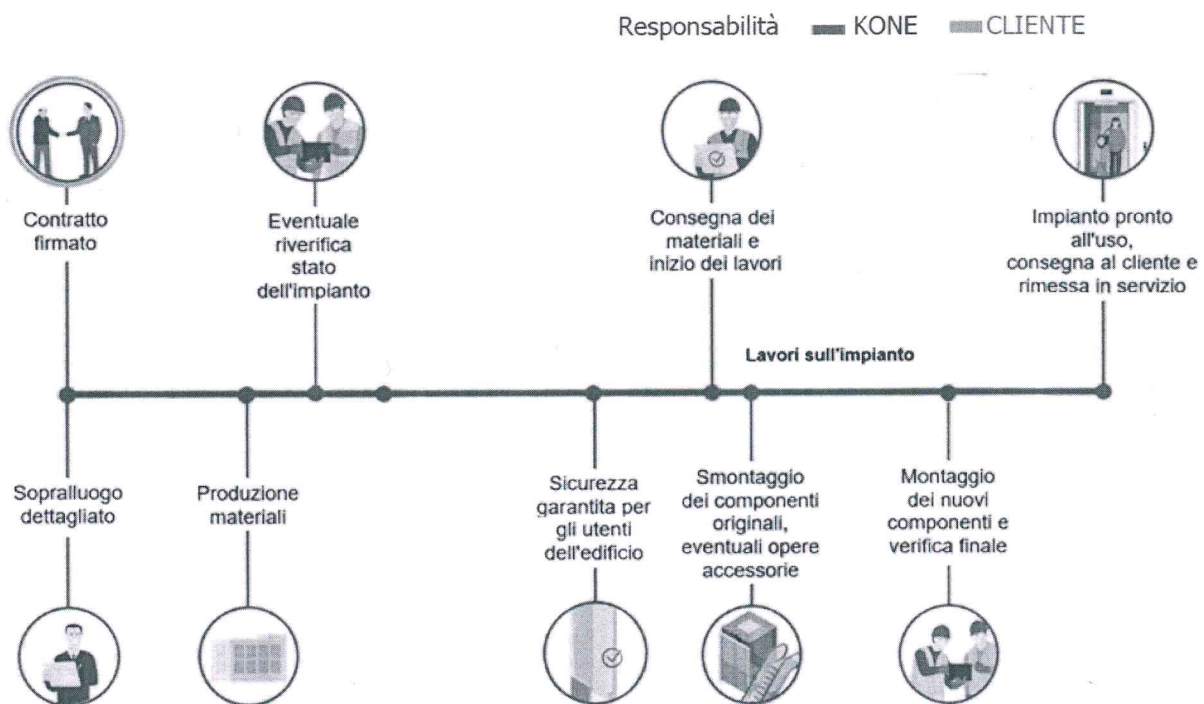 Responsabilità KONE CLIENTE
Contratto
firmato
Eventuale
riverifica
stato
dell'impianto
Consegna dei
materiali e
inizio dei lavori
Impianto pronto
all'uso,
consegna al cliente e
rimessa in servizio
Lavori sull'impianto
Sopralluogo
dettagliato
Produzione
materiali
Sicurezza
garantita per
gli utenti
dell'edificio
Smontaggio
dei componenti
originali,
eventuali opere
accessorie
Montaggio
dei nuovi
componenti e
verifica finale